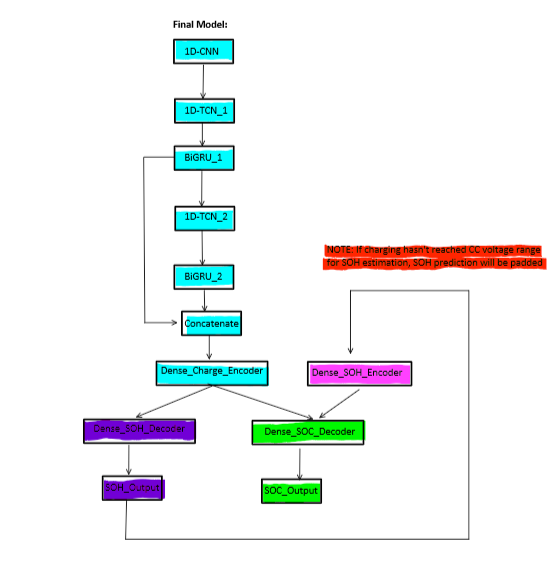 Final Model:
1D-CNN
1D-TCN_1
BiGRU_1
1D-TCN_2
NOTE: If charging hasn't reached CC voltage range
for SOH estimation, SOH prediction will be padded
BiGRU_2
Concatenate
Dense_Charge_Encoder
Dense_SOH_Encoder
Dense_SOH_Decoder
Dense_SOC_Decoder
SOH_Output
SOC_Output